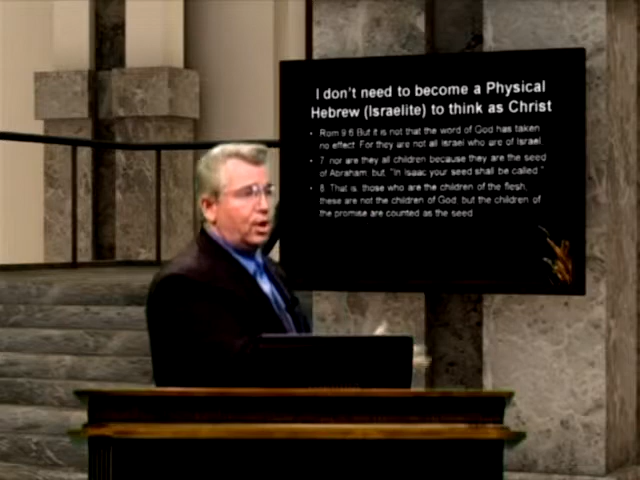 I don't need to become a Physical
Hebrew (Israelite) to think as Christ
• Rom 9:6 But it is not that the word of God has taken
no effect. For they are not all Israel who are of Israel,
• 7 nor are they all children because they are the seed
of Abraham; but, "In Isaac your seed shall be called."
• 8 That is, those who are the children of the flesh,
these are not the children of God; but the children of
the promise are counted as the seed.